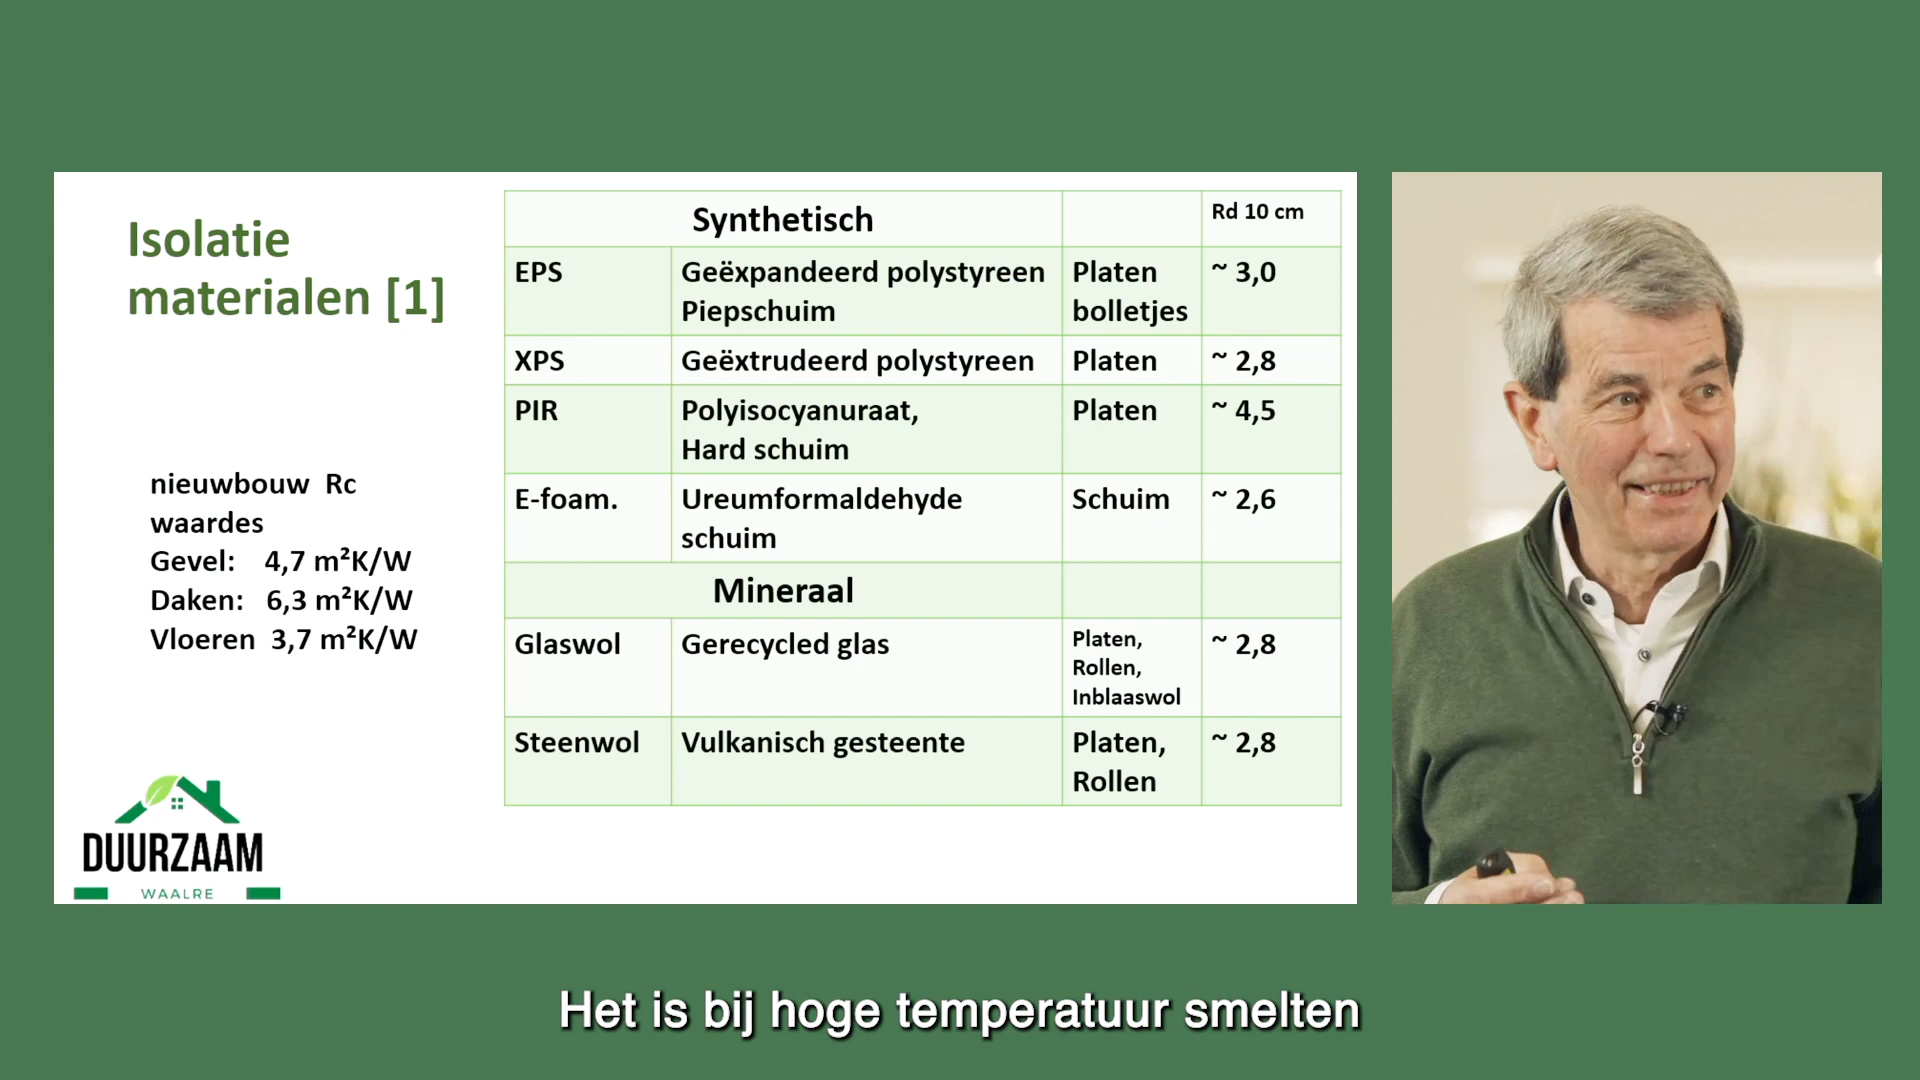 Isolatie
materialen [1]
nieuwbouw Rc
waardes
Gevel: 4,7 m²K/W
Daken: 6,3 m²K/W
Vloeren 3,7 m²K/W
DUURZAAM
WAALRE
Synthetisch Rd 10 cm
EPS Geëxpandeerd polystyreen Platen ~ 3,0
Piepschuim bolletjes
XPS Geëxtrudeerd polystyreen Platen ~ 2,8
PIR Polyisocyanuraat, Platen ~ 4,5
Hard schuim
E-foam. Ureumformaldehyde Schuim ~ 2,6
schuim
Mineraal
Glaswol Gerecycled glas Platen, ~ 2,8
Rollen,
Inblaaswol
Steenwol Vulkanisch gesteente Platen, ~ 2,8
Rollen
Het is bij hoge temperatuur smelten